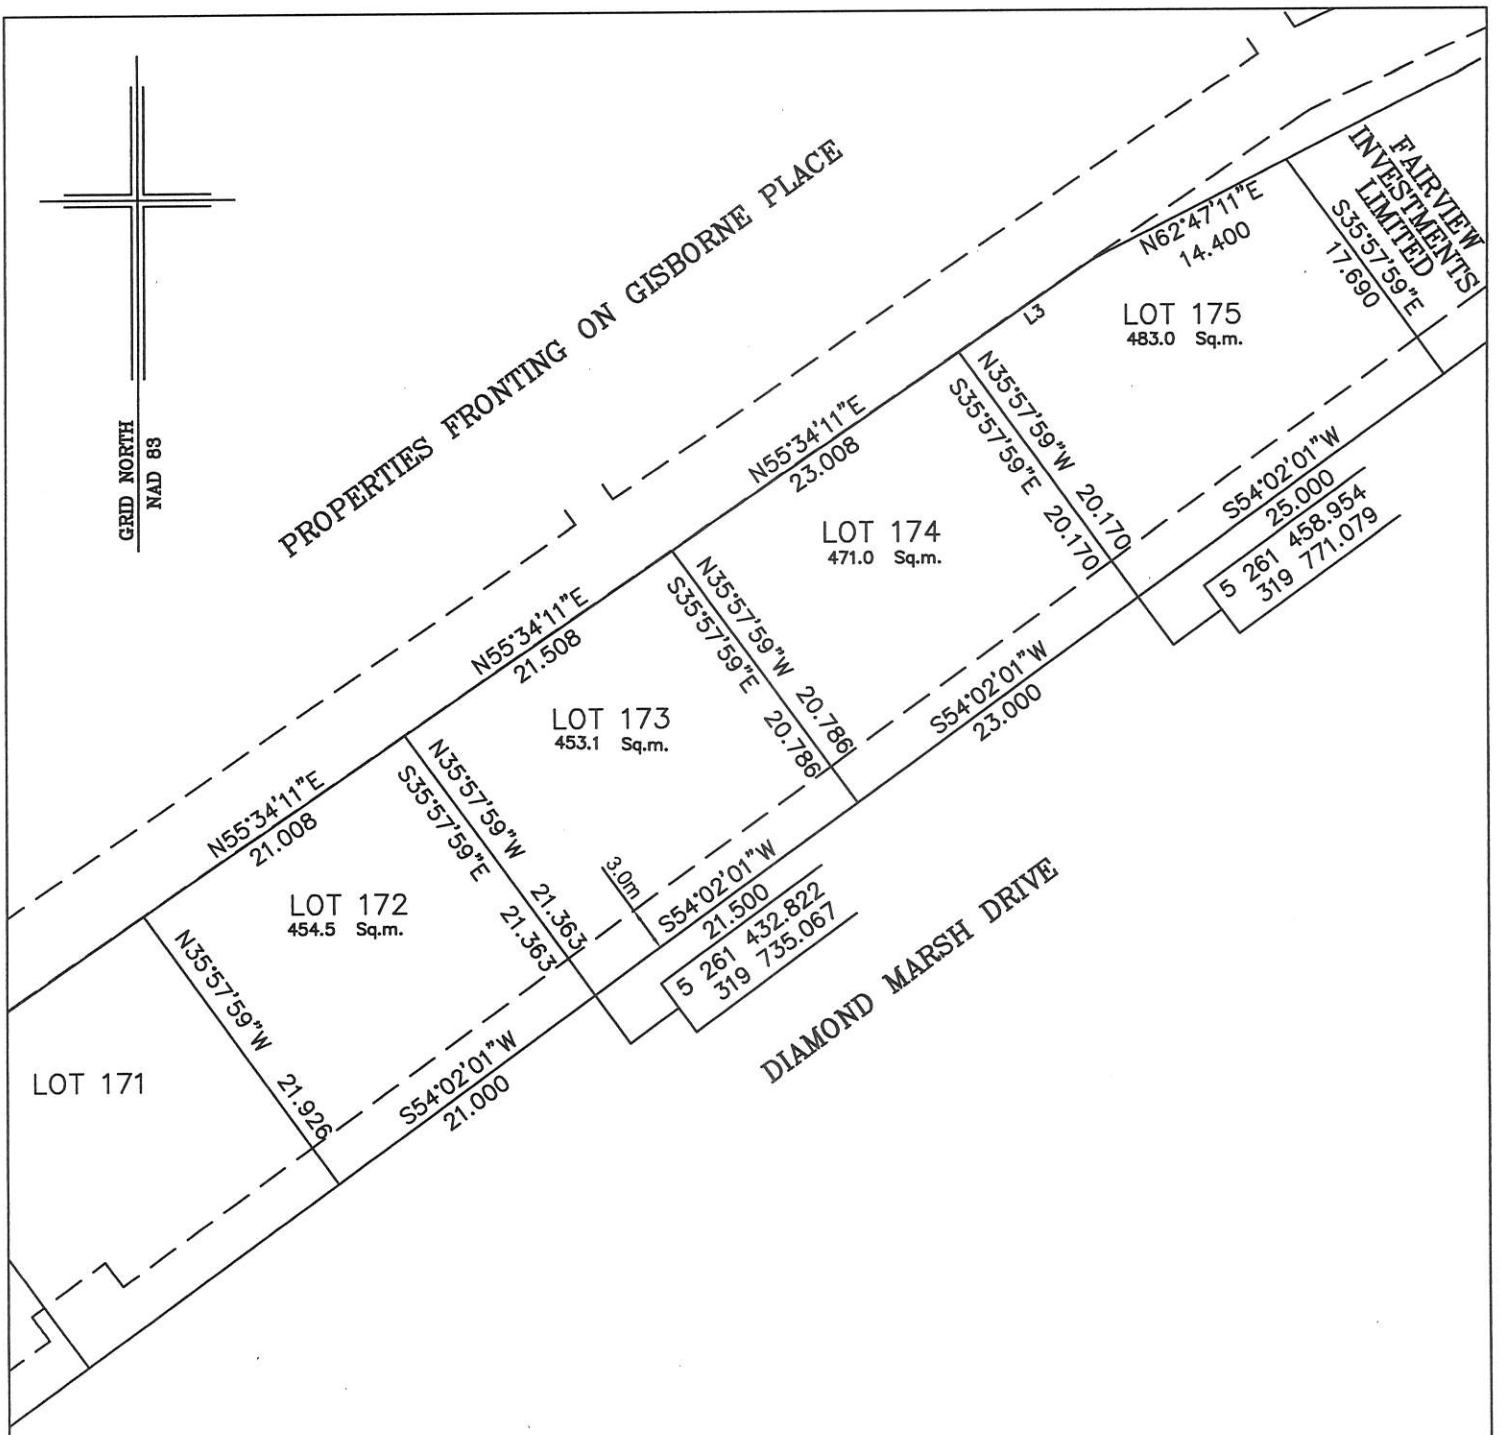 GRID NORTH
NAD 83
PROPERTIES FRONTING ON GISBORNE PLACE
FAIRVIEW
INVESTMENTS
LIMITED
N62°47'11"E
14.400
S35°57'59"E
17.690
L3
LOT 175
483.0 Sq.m.
N35°57'59"W 20.170
S35°57'59"E 20.170
S54°02'01"W
25.000
5 261 458.954
319 771.079
N55°34'11"E
23.008
LOT 174
471.0 Sq.m.
N35°57'59"W 20.786
S35°57'59"E 20.786
S54°02'01"W
23.000
N55°34'11"E
21.508
LOT 173
453.1 Sq.m.
N35°57'59"W 21.363
S35°57'59"E 21.363
3.0m
S54°02'01"W
21.500
5 261 432.822
319 735.067
N55°34'11"E
21.008
LOT 172
454.5 Sq.m.
N35°57'59"W 21.926
S54°02'01"W
21.000
LOT 171
DIAMOND MARSH DRIVE